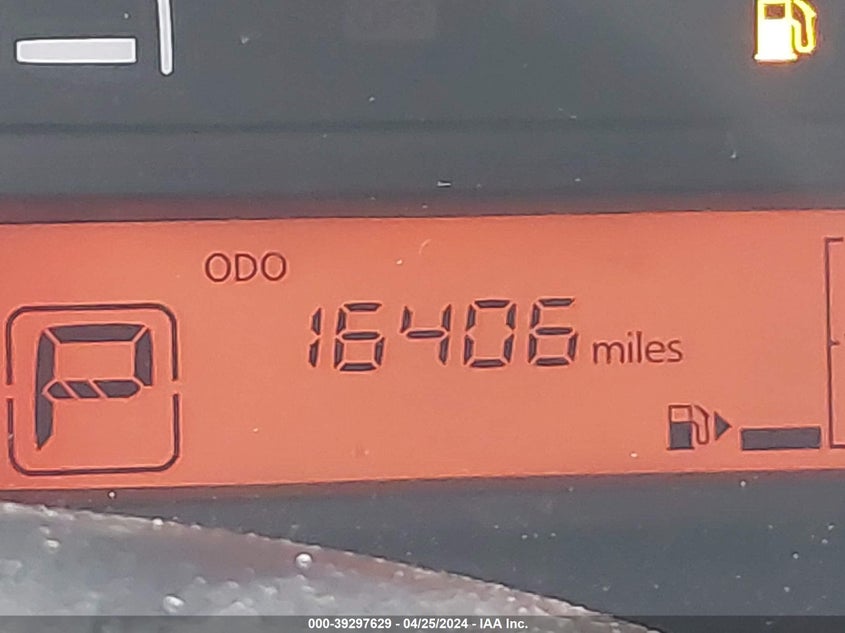 ODO
16406 miles
P
000-39297629 - 04/25/2024 - IAA Inc.